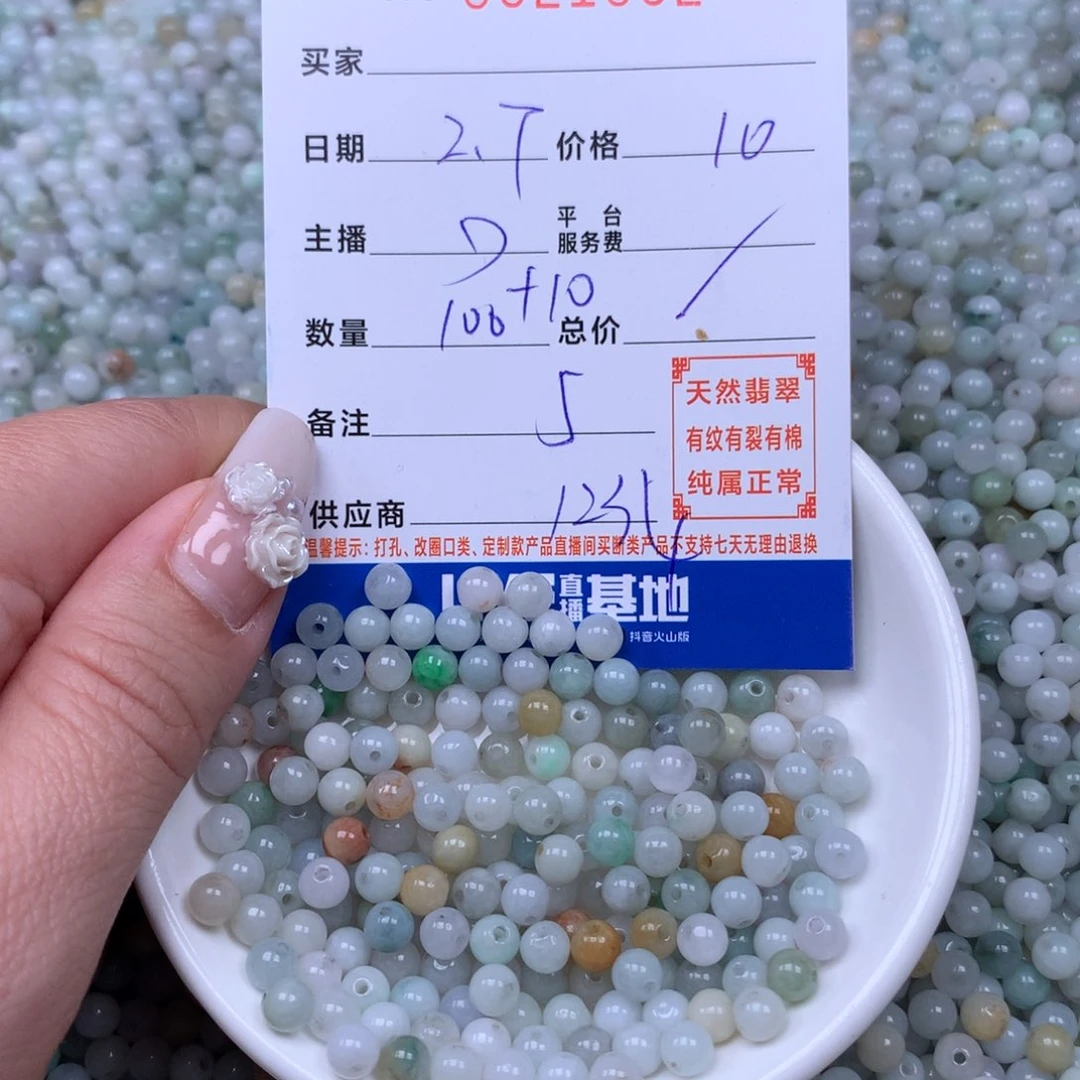 买家
日期 2.7 价格 10
主播 D 平台服务费 /
100+10
数量 总价
备注 5
天然翡翠
有纹有裂有棉
纯属正常
供应商
温馨提示：打孔、改圈口类、定制款产品直播间买断类产品不支持七天无理由退换
直播基地
抖音火山版